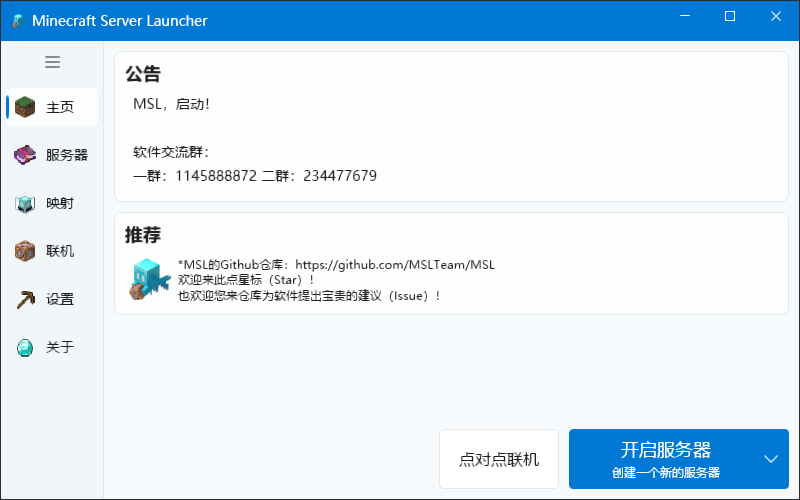 Minecraft Server Launcher
主页
服务器
映射
联机
设置
关于
公告
MSL，启动！
软件交流群：
一群：1145888872 二群：234477679
推荐
*MSL的Github仓库：https://github.com/MSLTeam/MSL
欢迎来此点星标（Star）！
也欢迎您来仓库为软件提出宝贵的建议（Issue）！
点对点联机
开启服务器
创建一个新的服务器